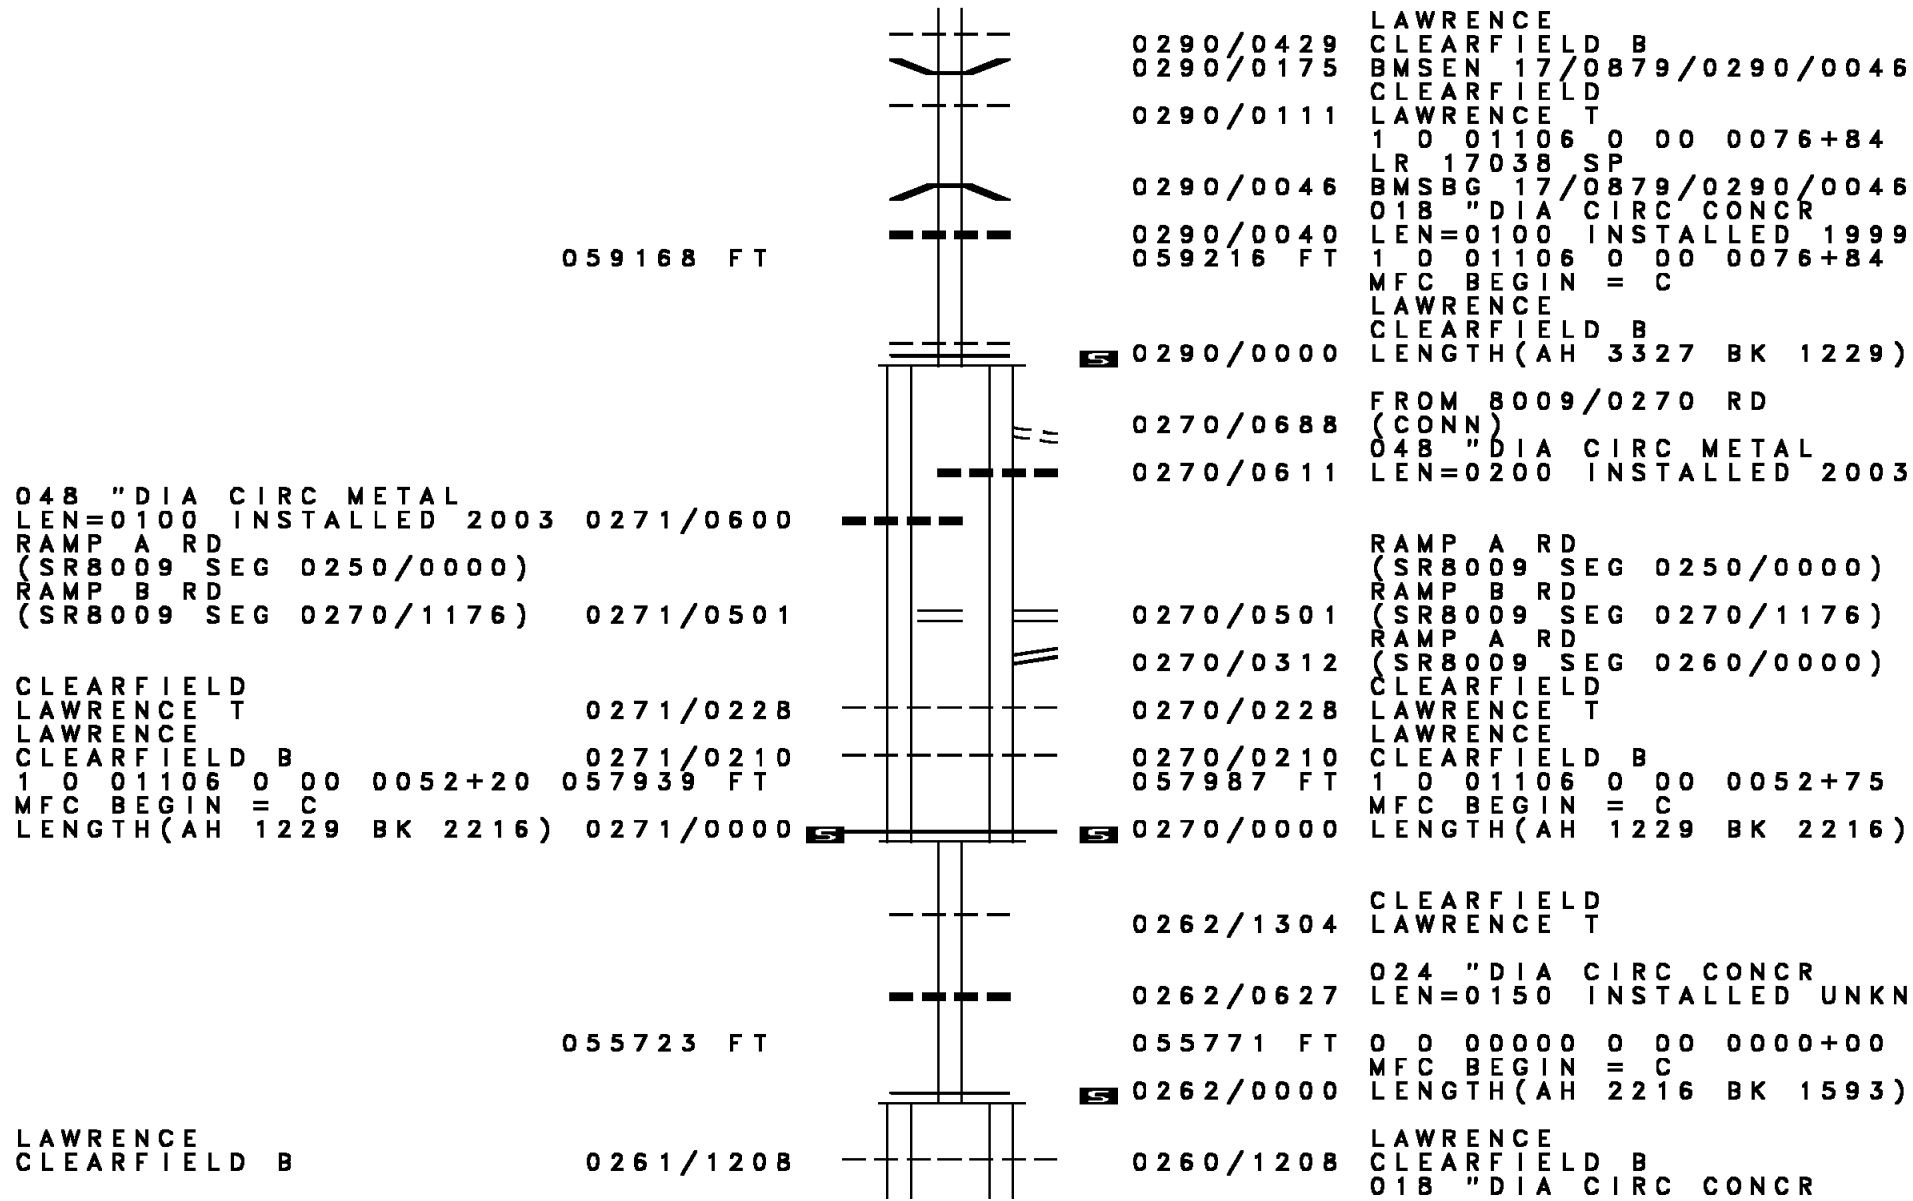 LAWRENCE
0290/0429 CLEARFIELD B
0290/0175 BMSEN 17/0879/0290/0046
CLEARFIELD
0290/0111 LAWRENCE T
1 0 01106 0 00 0076+84
LR 17038 SP
0290/0046 BMSBG 17/0879/0290/0046
018 "DIA CIRC CONCR
0290/0040 LEN=0100 INSTALLED 1999
059168 FT 059216 FT 1 0 01106 0 00 0076+84
MFC BEGIN = C
LAWRENCE
CLEARFIELD B
S 0290/0000 LENGTH(AH 3327 BK 1229)
FROM 8009/0270 RD
0270/0688 (CONN)
048 "DIA CIRC METAL
0270/0611 LEN=0200 INSTALLED 2003
048 "DIA CIRC METAL
LEN=0100 INSTALLED 2003 0271/0600
RAMP A RD RAMP A RD
(SR8009 SEG 0250/0000) (SR8009 SEG 0250/0000)
RAMP B RD RAMP B RD
(SR8009 SEG 0270/1176) 0271/0501 0270/0501 (SR8009 SEG 0270/1176)
RAMP A RD
0270/0312 (SR8009 SEG 0260/0000)
CLEARFIELD CLEARFIELD
LAWRENCE T 0271/0228 0270/0228 LAWRENCE T
LAWRENCE LAWRENCE
CLEARFIELD B 0271/0210 0270/0210 CLEARFIELD B
1 0 01106 0 00 0052+20 057939 FT 057987 FT 1 0 01106 0 00 0052+75
MFC BEGIN = C MFC BEGIN = C
LENGTH(AH 1229 BK 2216) 0271/0000 S S 0270/0000 LENGTH(AH 1229 BK 2216)
CLEARFIELD
0262/1304 LAWRENCE T
024 "DIA CIRC CONCR
0262/0627 LEN=0150 INSTALLED UNKN
055723 FT 055771 FT 0 0 00000 0 00 0000+00
MFC BEGIN = C
S 0262/0000 LENGTH(AH 2216 BK 1593)
LAWRENCE LAWRENCE
CLEARFIELD B 0261/1208 0260/1208 CLEARFIELD B
018 "DIA CIRC CONCR